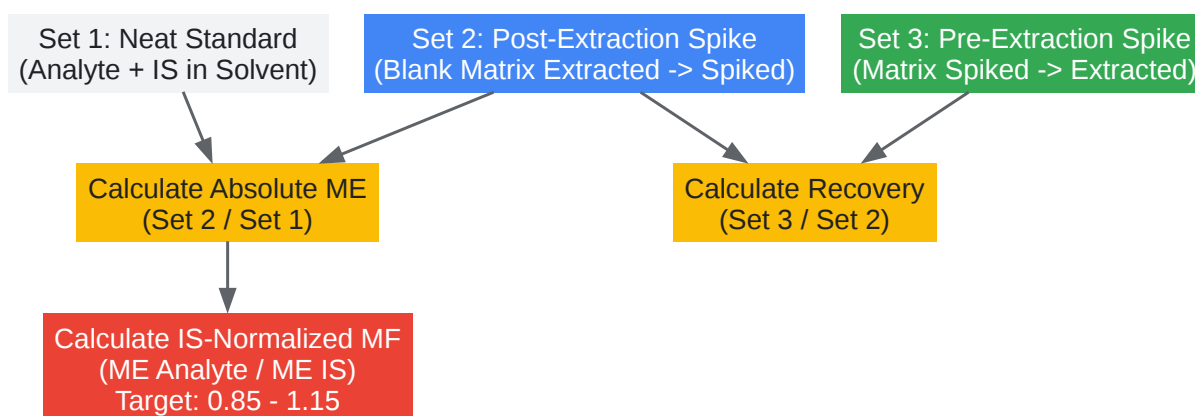 Set 1: Neat Standard
(Analyte + IS in Solvent)
Set 2: Post-Extraction Spike
(Blank Matrix Extracted -> Spiked)
Set 3: Pre-Extraction Spike
(Matrix Spiked -> Extracted)
Calculate Absolute ME
(Set 2 / Set 1)
Calculate Recovery
(Set 3 / Set 2)
Calculate IS-Normalized MF
(ME Analyte / ME IS)
Target: 0.85 - 1.15